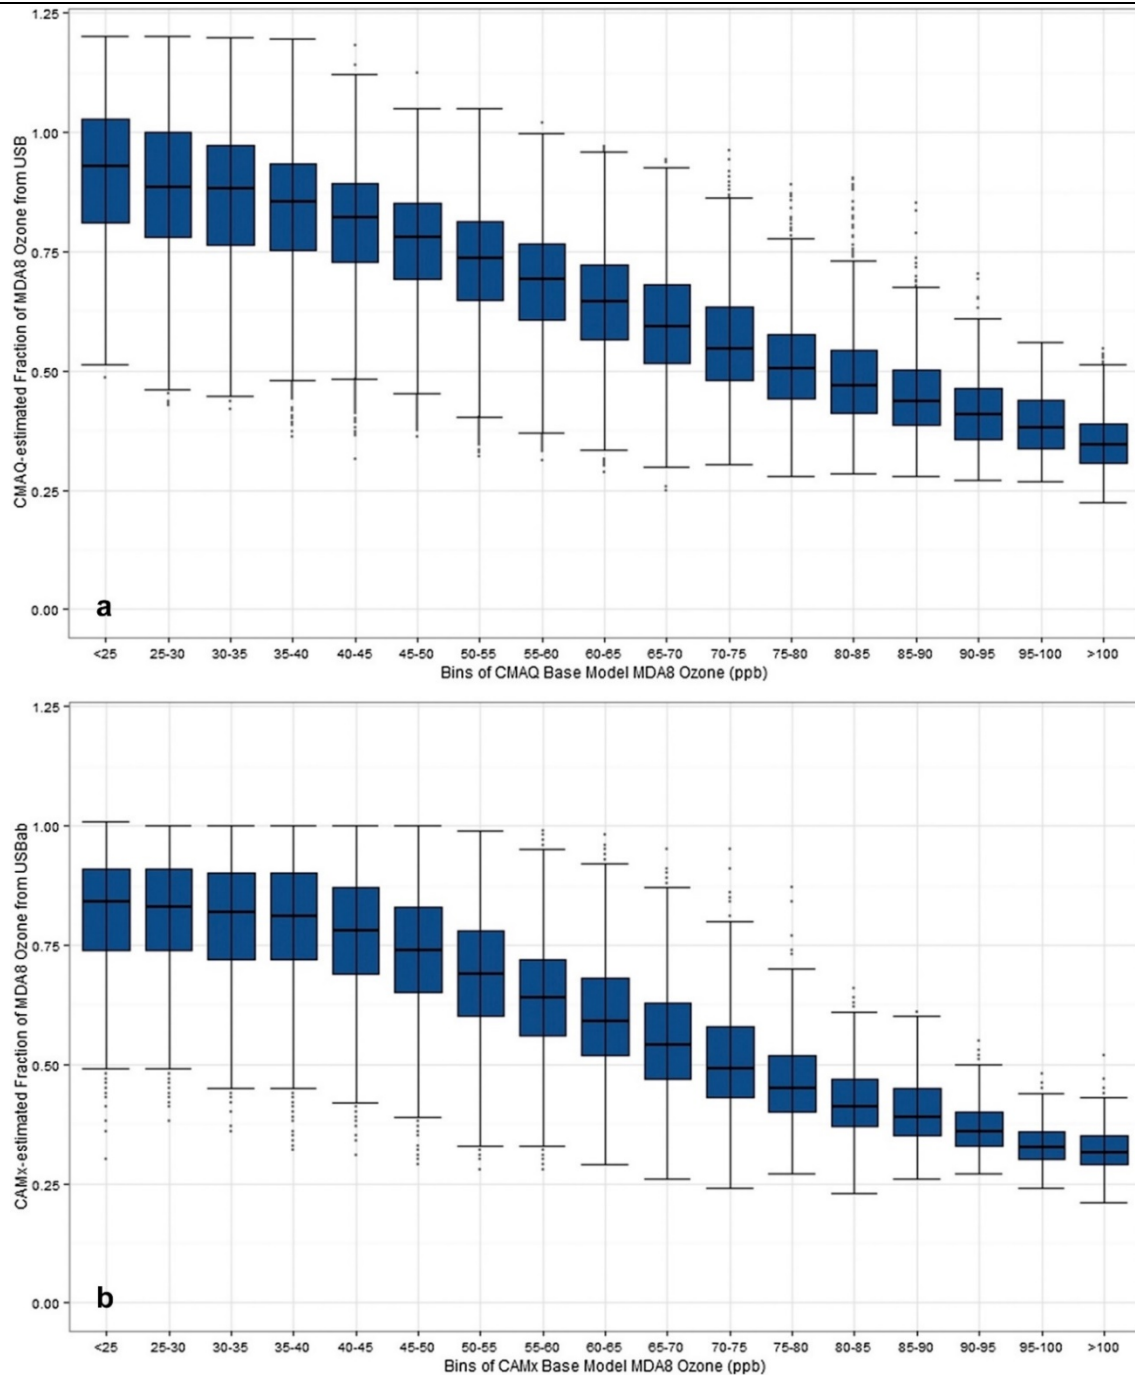 1.25
1.00
0.75
0.50
0.25
0.00
CMAQ-estimated Fraction of MDA8 Ozone from USB
a
<25 25-30 30-35 35-40 40-45 45-50 50-55 55-60 60-65 65-70 70-75 75-80 80-85 85-90 90-95 95-100 >100
Bins of CMAQ Base Model MDA8 Ozone (ppb)
1.25
1.00
0.75
0.50
0.25
0.00
CAMx-estimated Fraction of MDA8 Ozone from USBab
b
<25 25-30 30-35 35-40 40-45 45-50 50-55 55-60 60-65 65-70 70-75 75-80 80-85 85-90 90-95 95-100 >100
Bins of CAMx Base Model MDA8 Ozone (ppb)